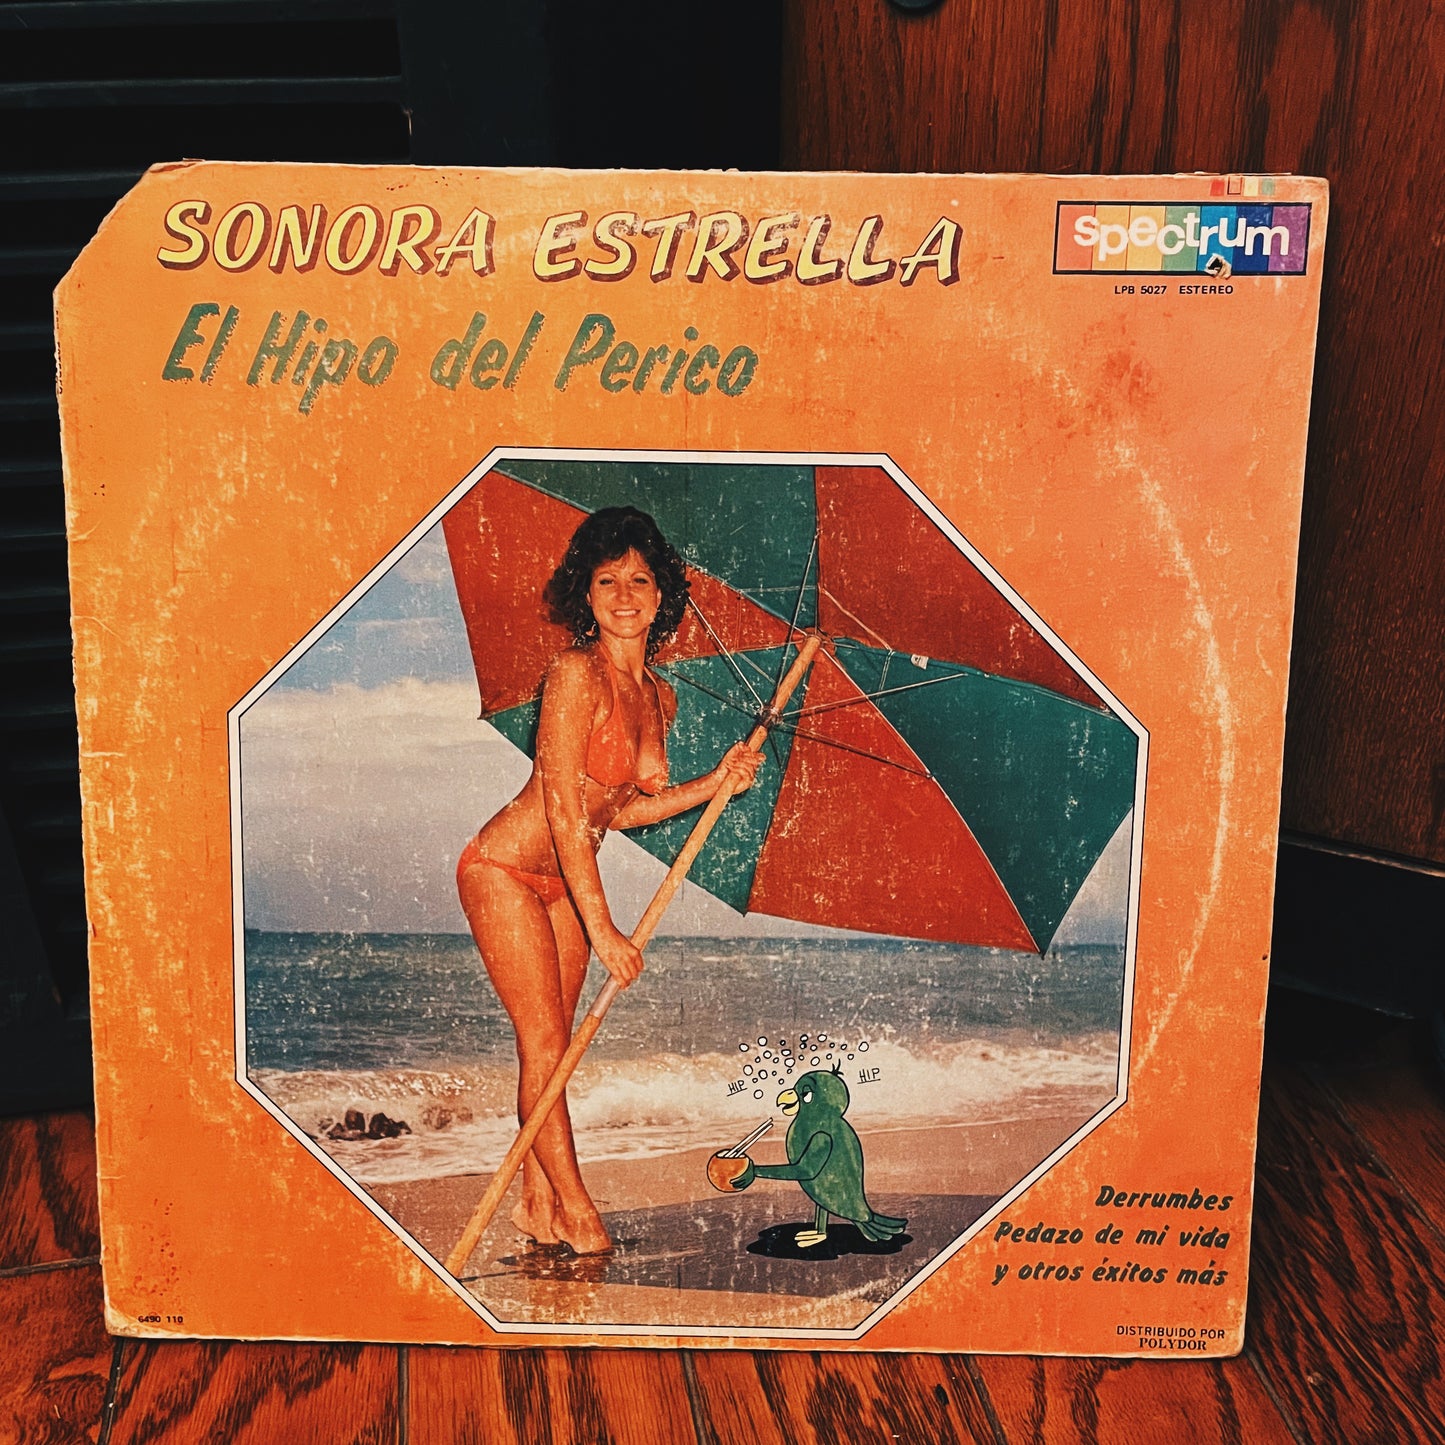 SONORA ESTRELLA
spectrum
LPB 5027 ESTEREO
El Hipo del Perico
HIP
HIP
Derrumbes
Pedazo de mi vida
y otros éxitos más
6490 110
DISTRIBUIDO POR
POLYDOR